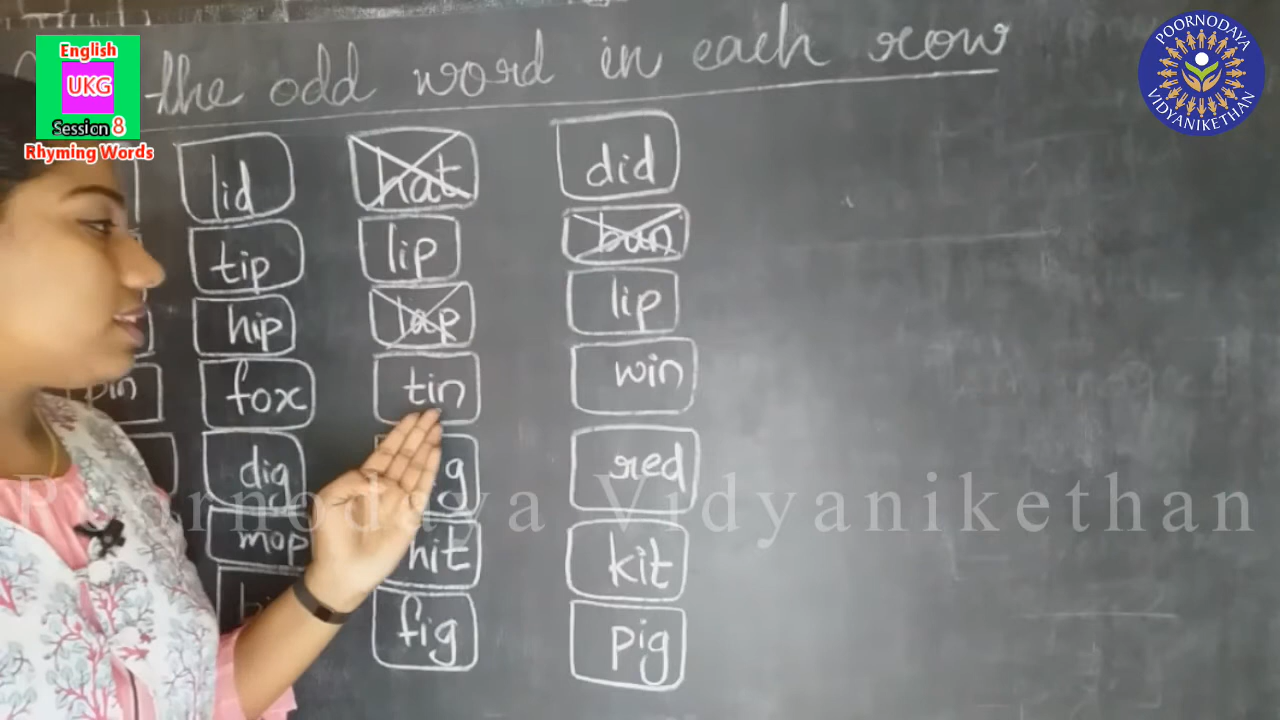 English
UKG
Session 8
Rhyming Words
the odd word in each row
POORNODAYA
VIDYANIKETHAN
lid hat did
tip lip bun
hip lap lip
pin fox tin win
dig g red
mop hit kit
fig pig
Poornodaya Vidyanikethan